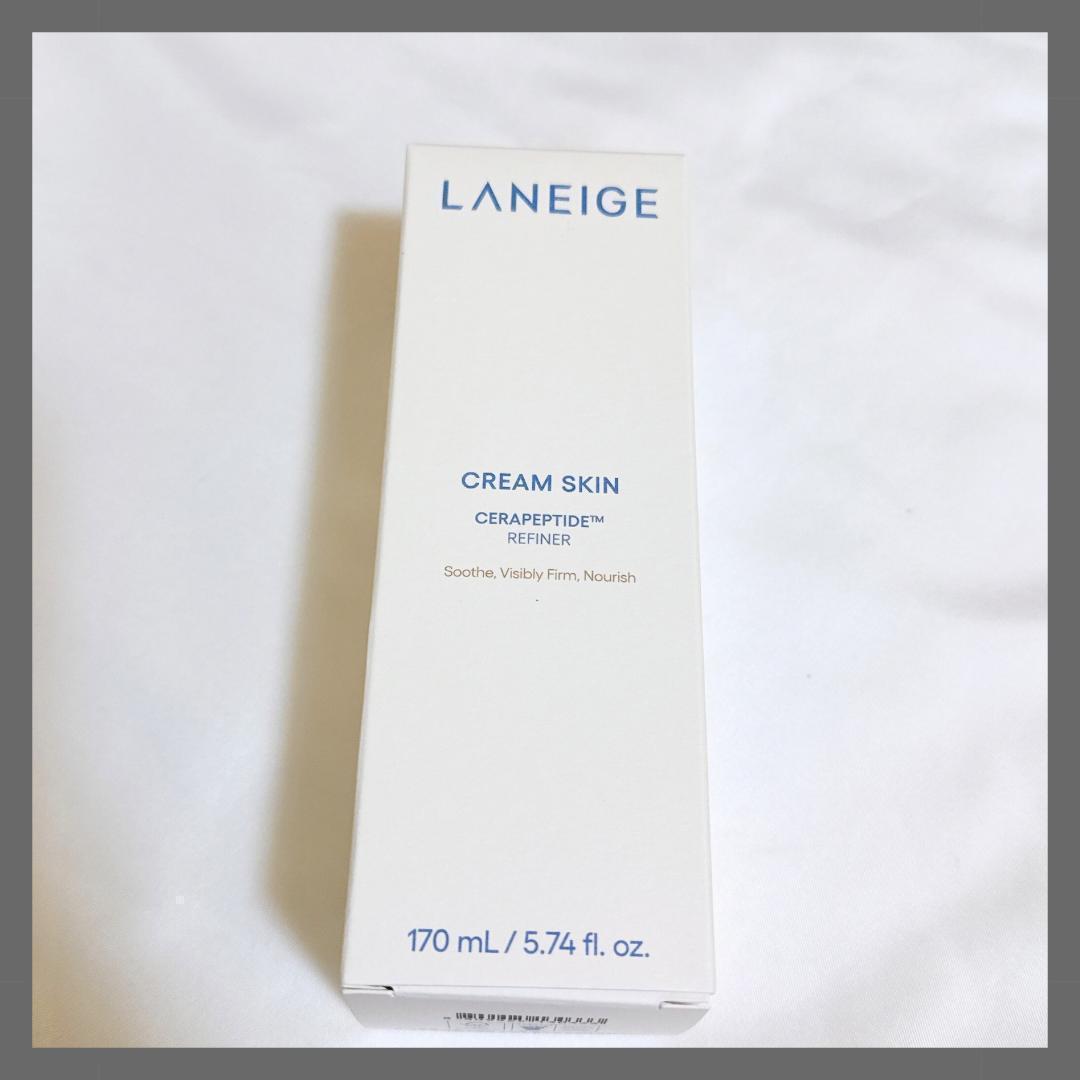 LANEIGE
CREAM SKIN
CERAPEPTIDE™
REFINER
Soothe, Visibly Firm, Nourish
170 mL / 5.74 fl. oz.